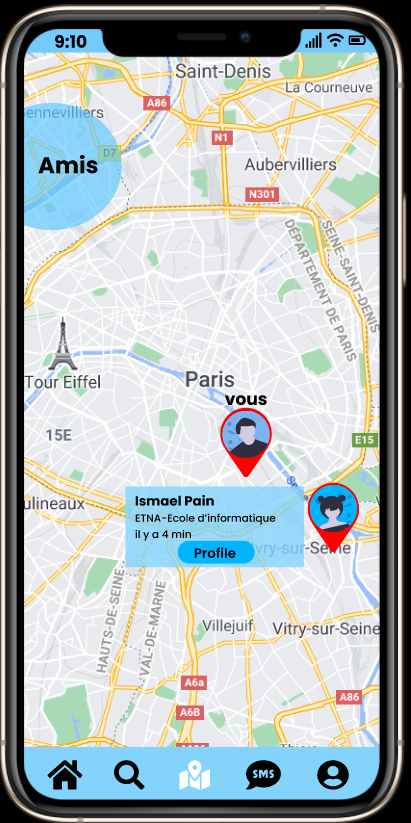 9:10
Saint-Denis
La Courneuve
A86
ennevilliers
N1
D7
Amis
Aubervilliers
N301
SEINE-SAINT-DENIS
DÉPARTEMENT DE PARIS
Tour Eiffel
Paris
vous
15E
E15
Ismael Pain
ETNA-Ecole d'informatique
il y a 4 min
Profile
ulineaux
vry-sur-Seine
HAUTS-DE-SEINE
VAL-DE-MARNE
Villejuif
Vitry-sur-Seine
A6a
A86
A6B
SMS